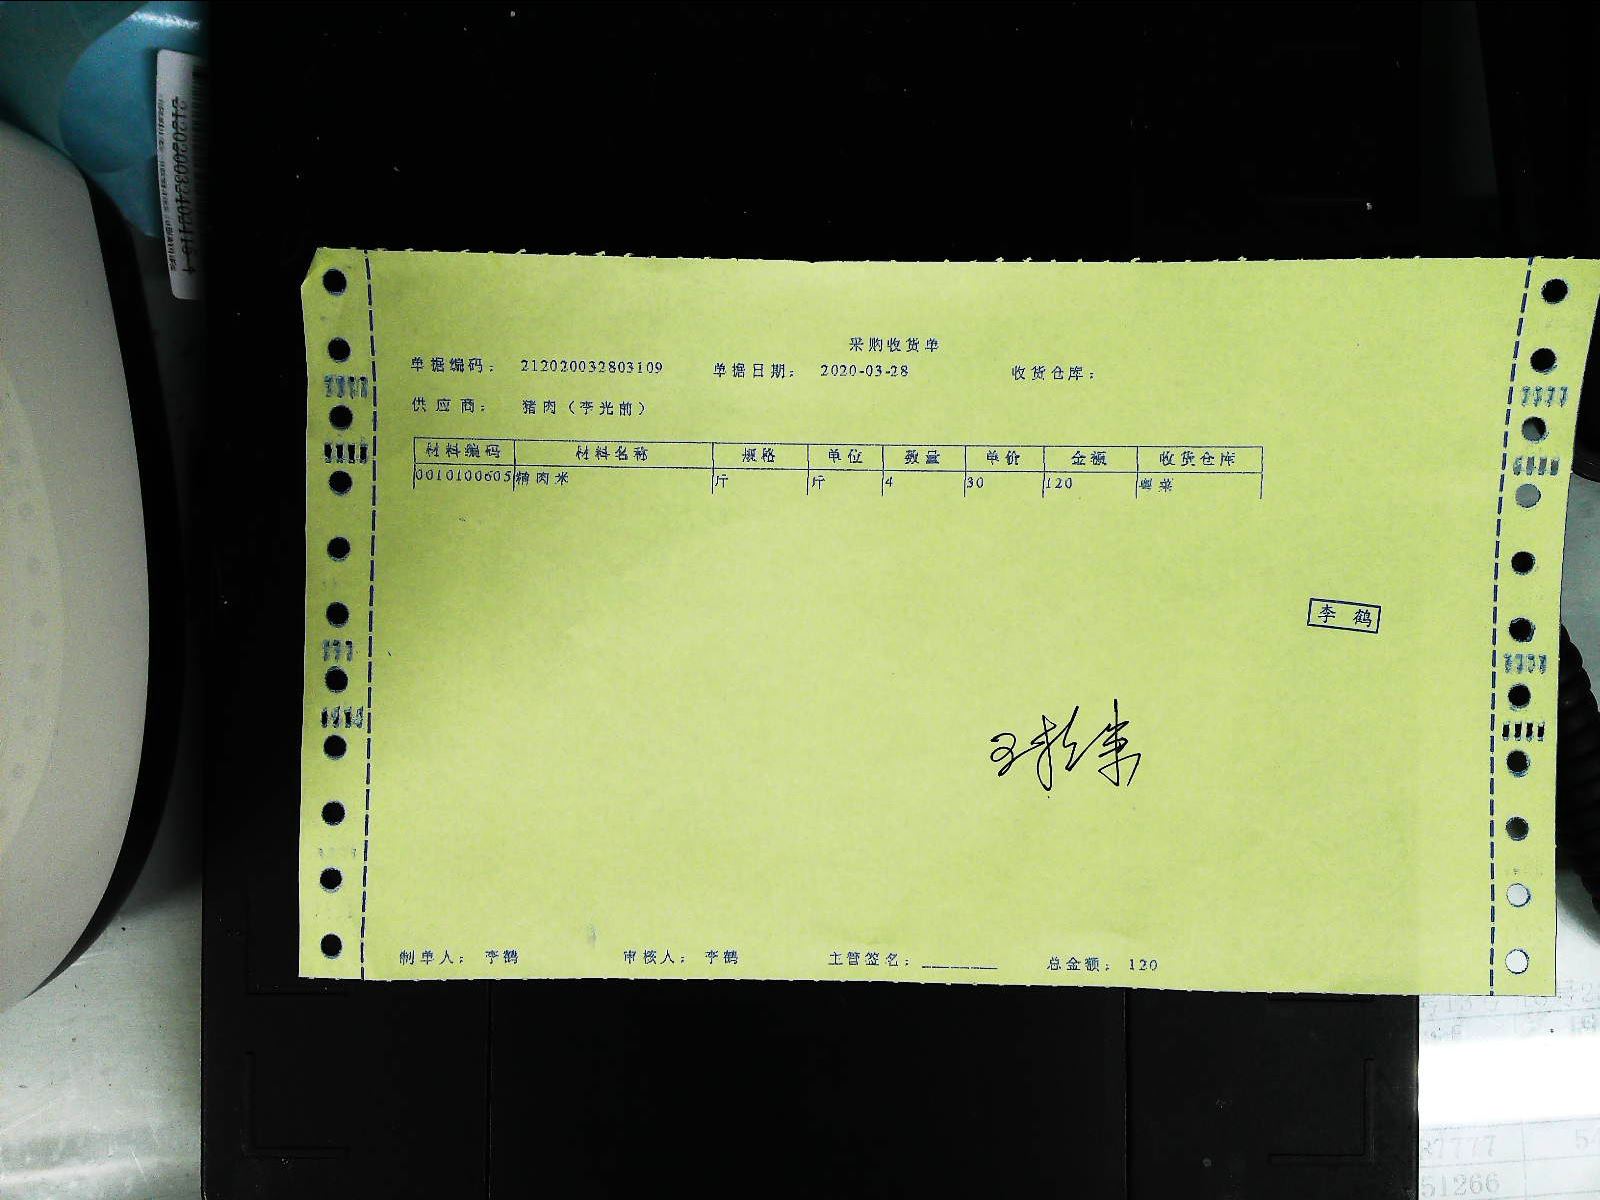 采购收货单
单据编码： 212020032803109 单据日期： 2020-03-28 收货仓库：
供应商： 猪肉（李光前）
材料编码 材料名称 规格 单位 数量 单价 金额 收货仓库
0010100605 精肉米 斤 斤 4 30 120 粤菜
李鹤
制单人： 李鹤 审核人： 李鹤 主管签名：________ 总金额： 120
51266